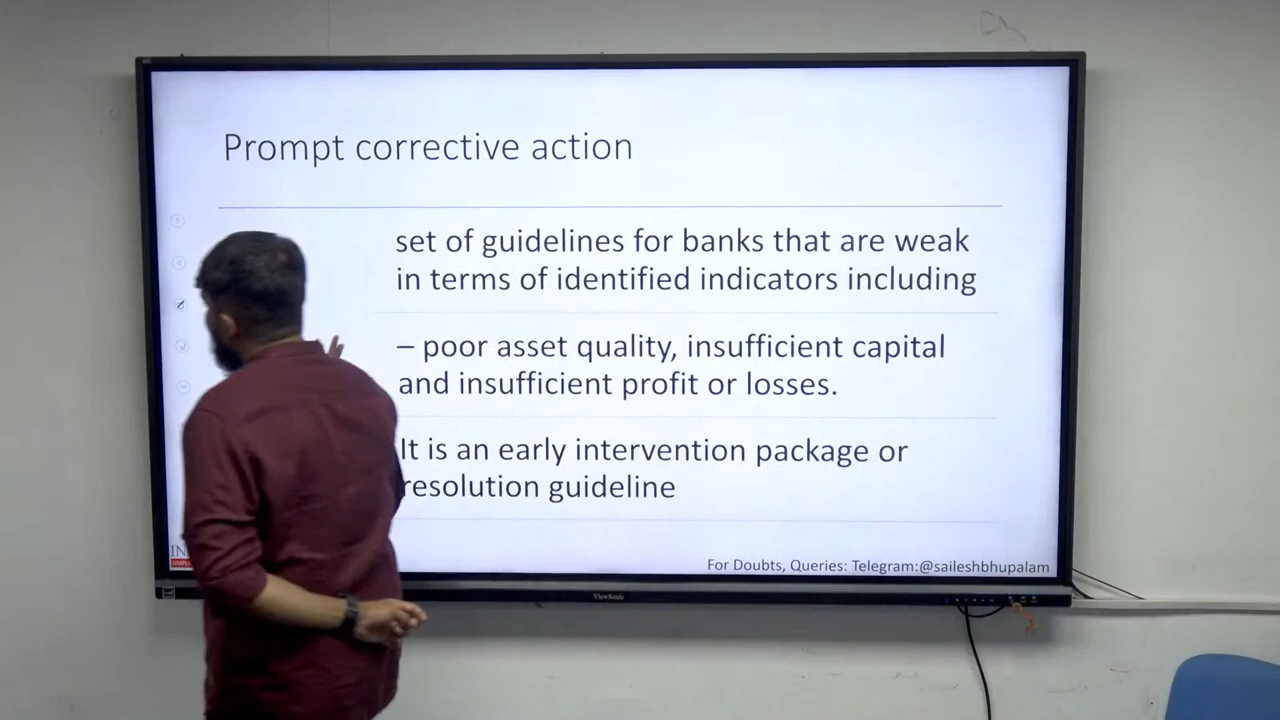 Prompt corrective action
set of guidelines for banks that are weak
in terms of identified indicators including
– poor asset quality, insufficient capital
and insufficient profit or losses.
It is an early intervention package or
resolution guideline
IN
For Doubts, Queries: Telegram:@saileshbhupalam
ViewSonic